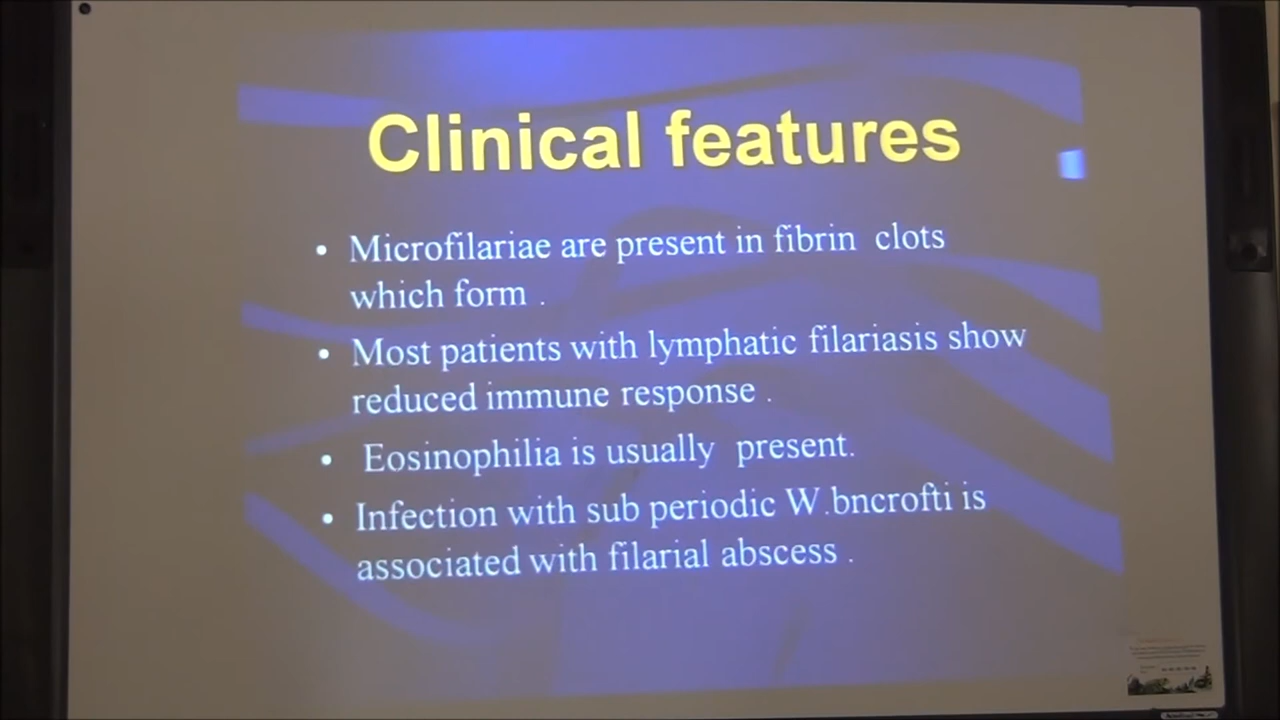 Clinical features
• Microfilariae are present in fibrin clots
which form .
• Most patients with lymphatic filariasis show
reduced immune response .
• Eosinophilia is usually present.
• Infection with sub periodic W.bncrofti is
associated with filarial abscess .